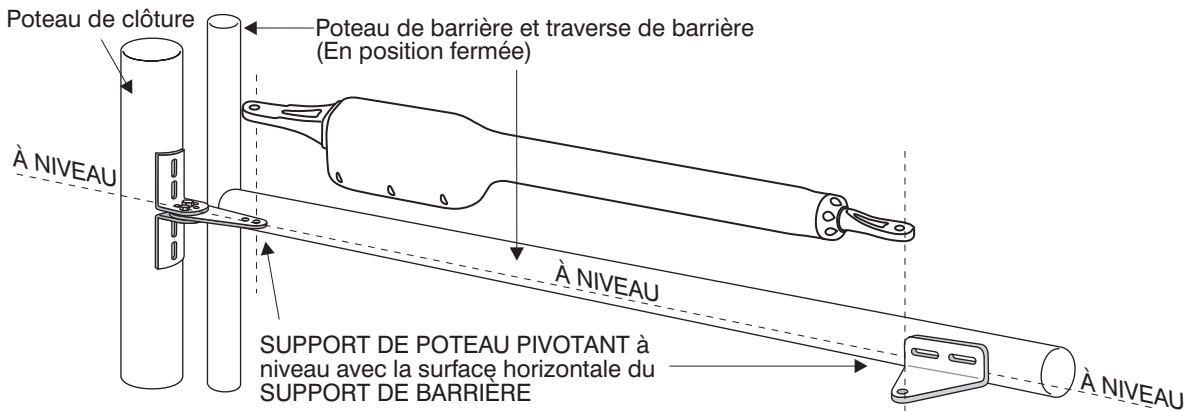 Poteau de clôture
Poteau de barrière et traverse de barrière
(En position fermée)
À NIVEAU
À NIVEAU
SUPPORT DE POTEAU PIVOTANT à
niveau avec la surface horizontale du
SUPPORT DE BARRIÈRE
À NIVEAU